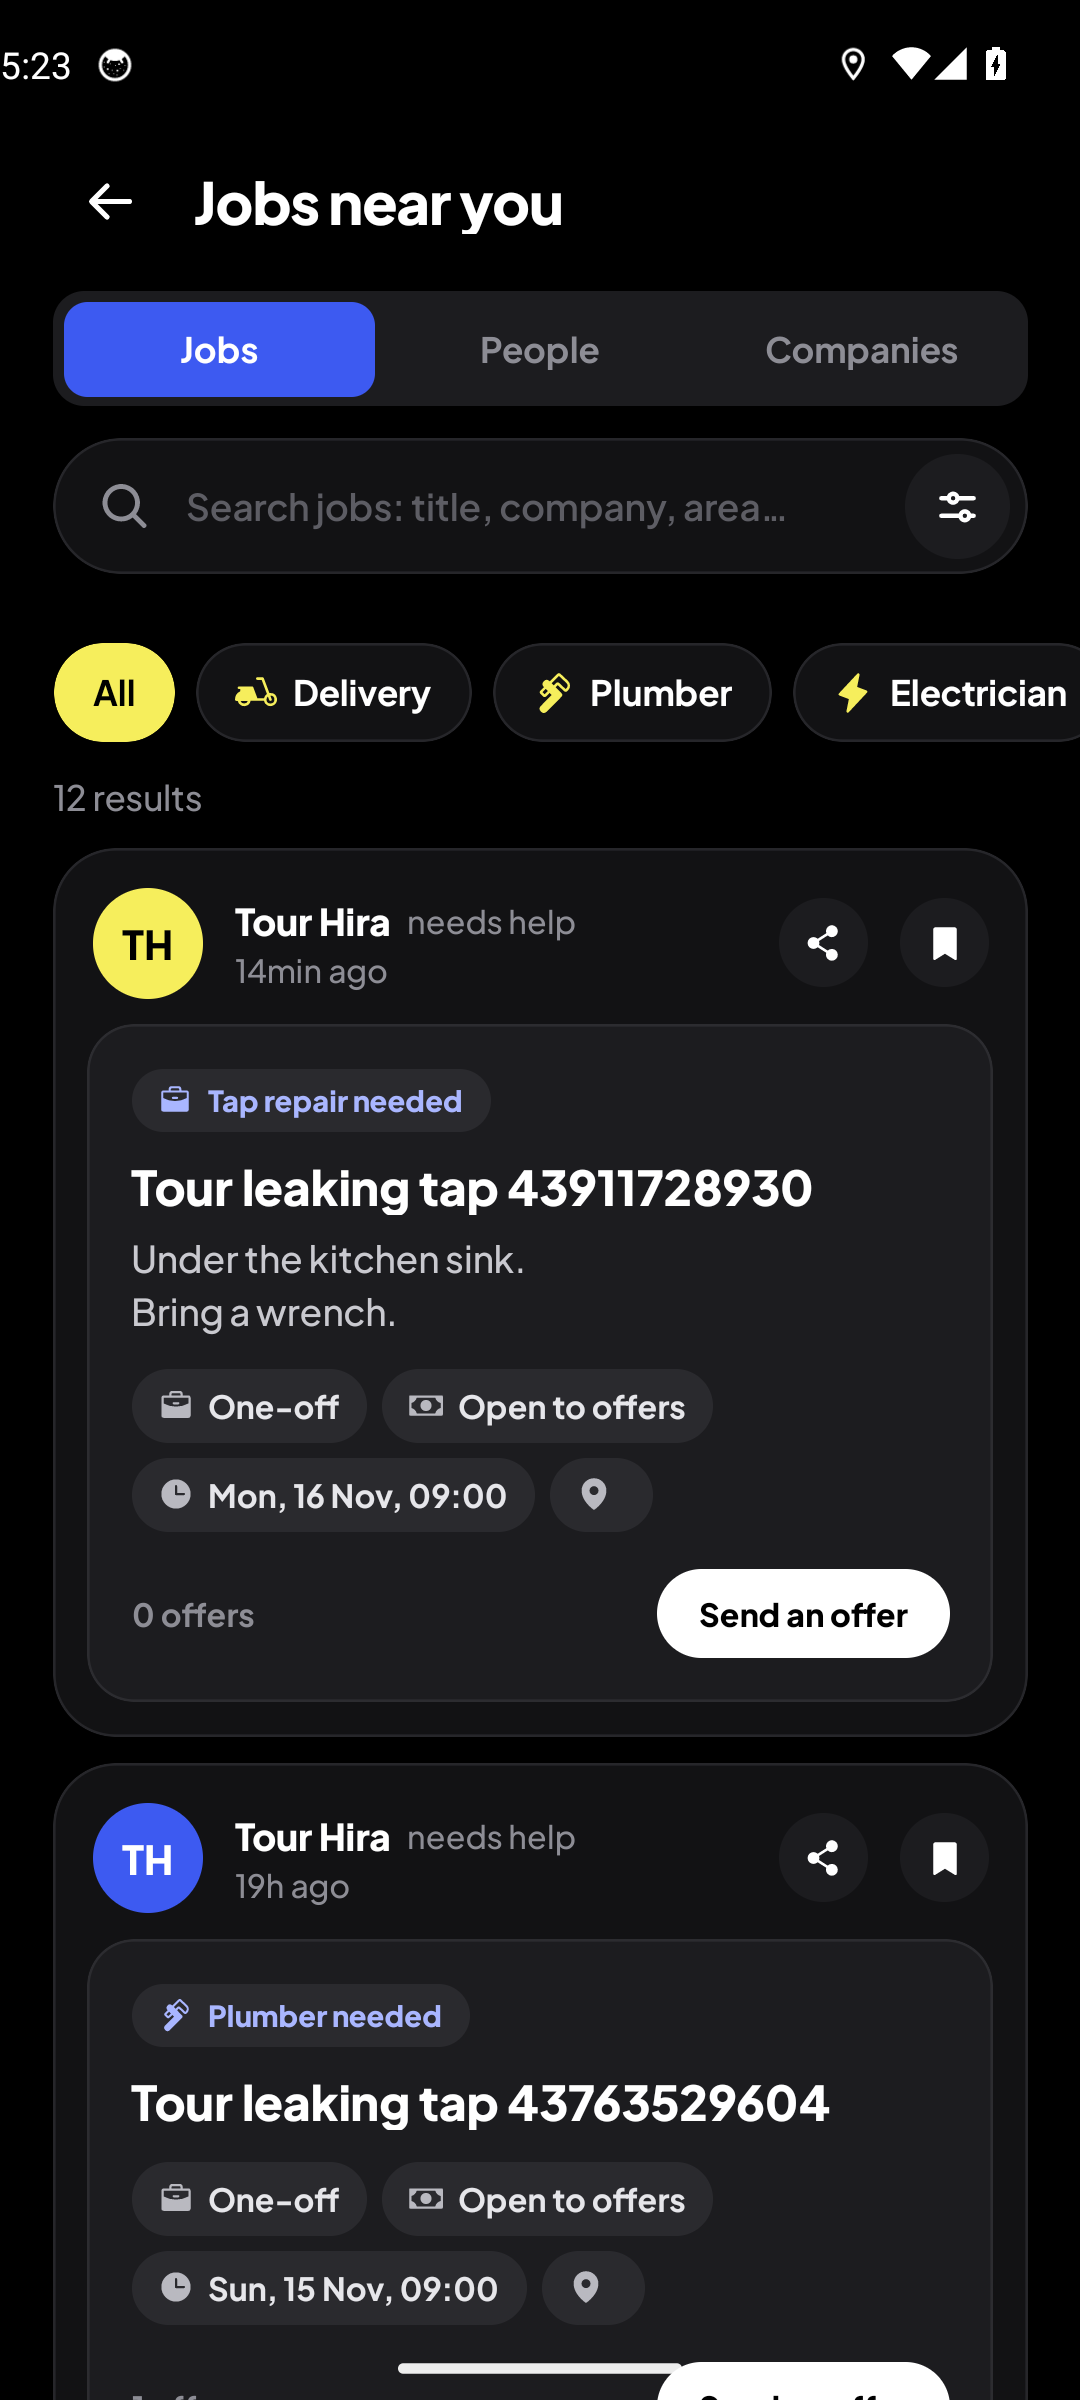 5:23
Jobs near you
Jobs
People
Companies
Search jobs: title, company, area...
All
Delivery
Plumber
Electrician
12 results
TH
Tour Hira needs help
14min ago
Tap repair needed
Tour leaking tap 43911728930
Under the kitchen sink.
Bring a wrench.
One-off
Open to offers
Mon, 16 Nov, 09:00
0 offers
Send an offer
TH
Tour Hira needs help
19h ago
Plumber needed
Tour leaking tap 43763529604
One-off
Open to offers
Sun, 15 Nov, 09:00